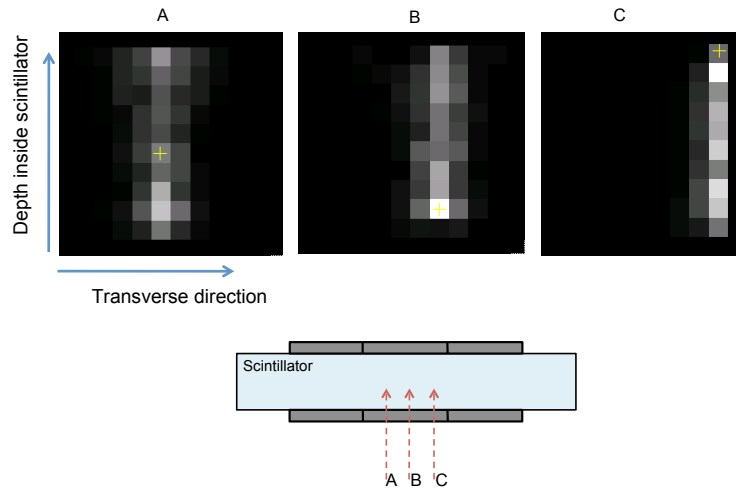 A
B
C
Depth inside scintillator
Transverse direction
Scintillator
A
B
C